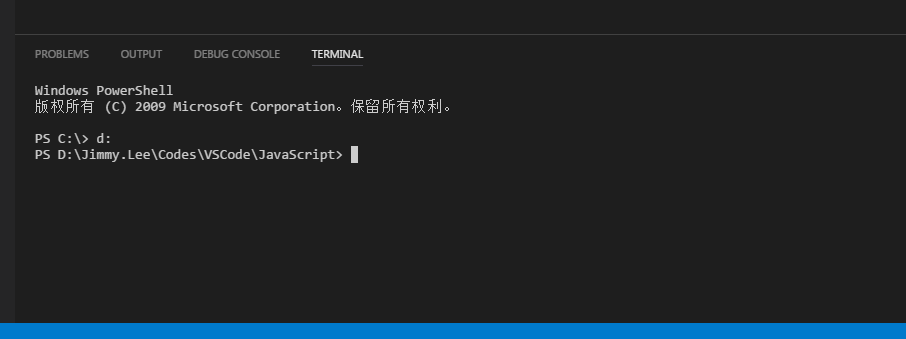 PROBLEMS OUTPUT DEBUG CONSOLE TERMINAL
Windows PowerShell
版权所有 (C) 2009 Microsoft Corporation。保留所有权利。
PS C:\> d:
PS D:\Jimmy.Lee\Codes\VSCode\JavaScript>